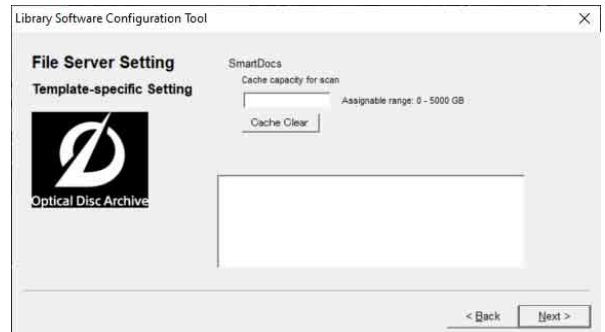 Library Software Configuration Tool
File Server Setting
Template-specific Setting
Optical Disc Archive
SmartDocs
Cache capacity for scan
Assignable range: 0 - 5000 GB
Cache Clear
< Back
Next >